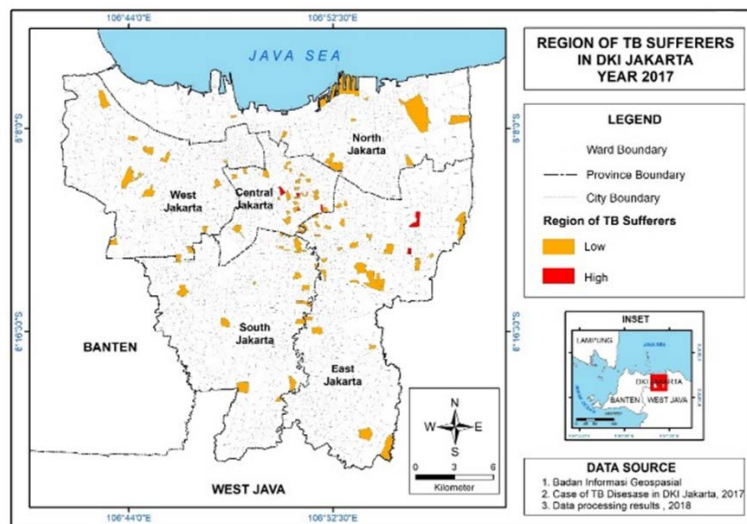 106°44'0"E
106°52'30"E
JAVA SEA
6°8'0"S
6°8'0"S
North
Jakarta
West
Jakarta
Central
Jakarta
6°16'30"S
6°16'30"S
South
Jakarta
BANTEN
East
Jakarta
N
W
E
S
0
3
6
Kilometer
WEST JAVA
106°44'0"E
106°52'30"E
REGION OF TB SUFFERERS
IN DKI JAKARTA
YEAR 2017
LEGEND
Ward Boundary
Province Boundary
City Boundary
Region of TB Sufferers
Low
High
INSET
LAMPUNG
JAVA SEA
DKI JAKARTA
BANTEN
WEST JAVA
DATA SOURCE
1. Badan Informasi Geospasial
2. Case of TB Disesase in DKI Jakarta, 2017
3. Data processing results , 2018